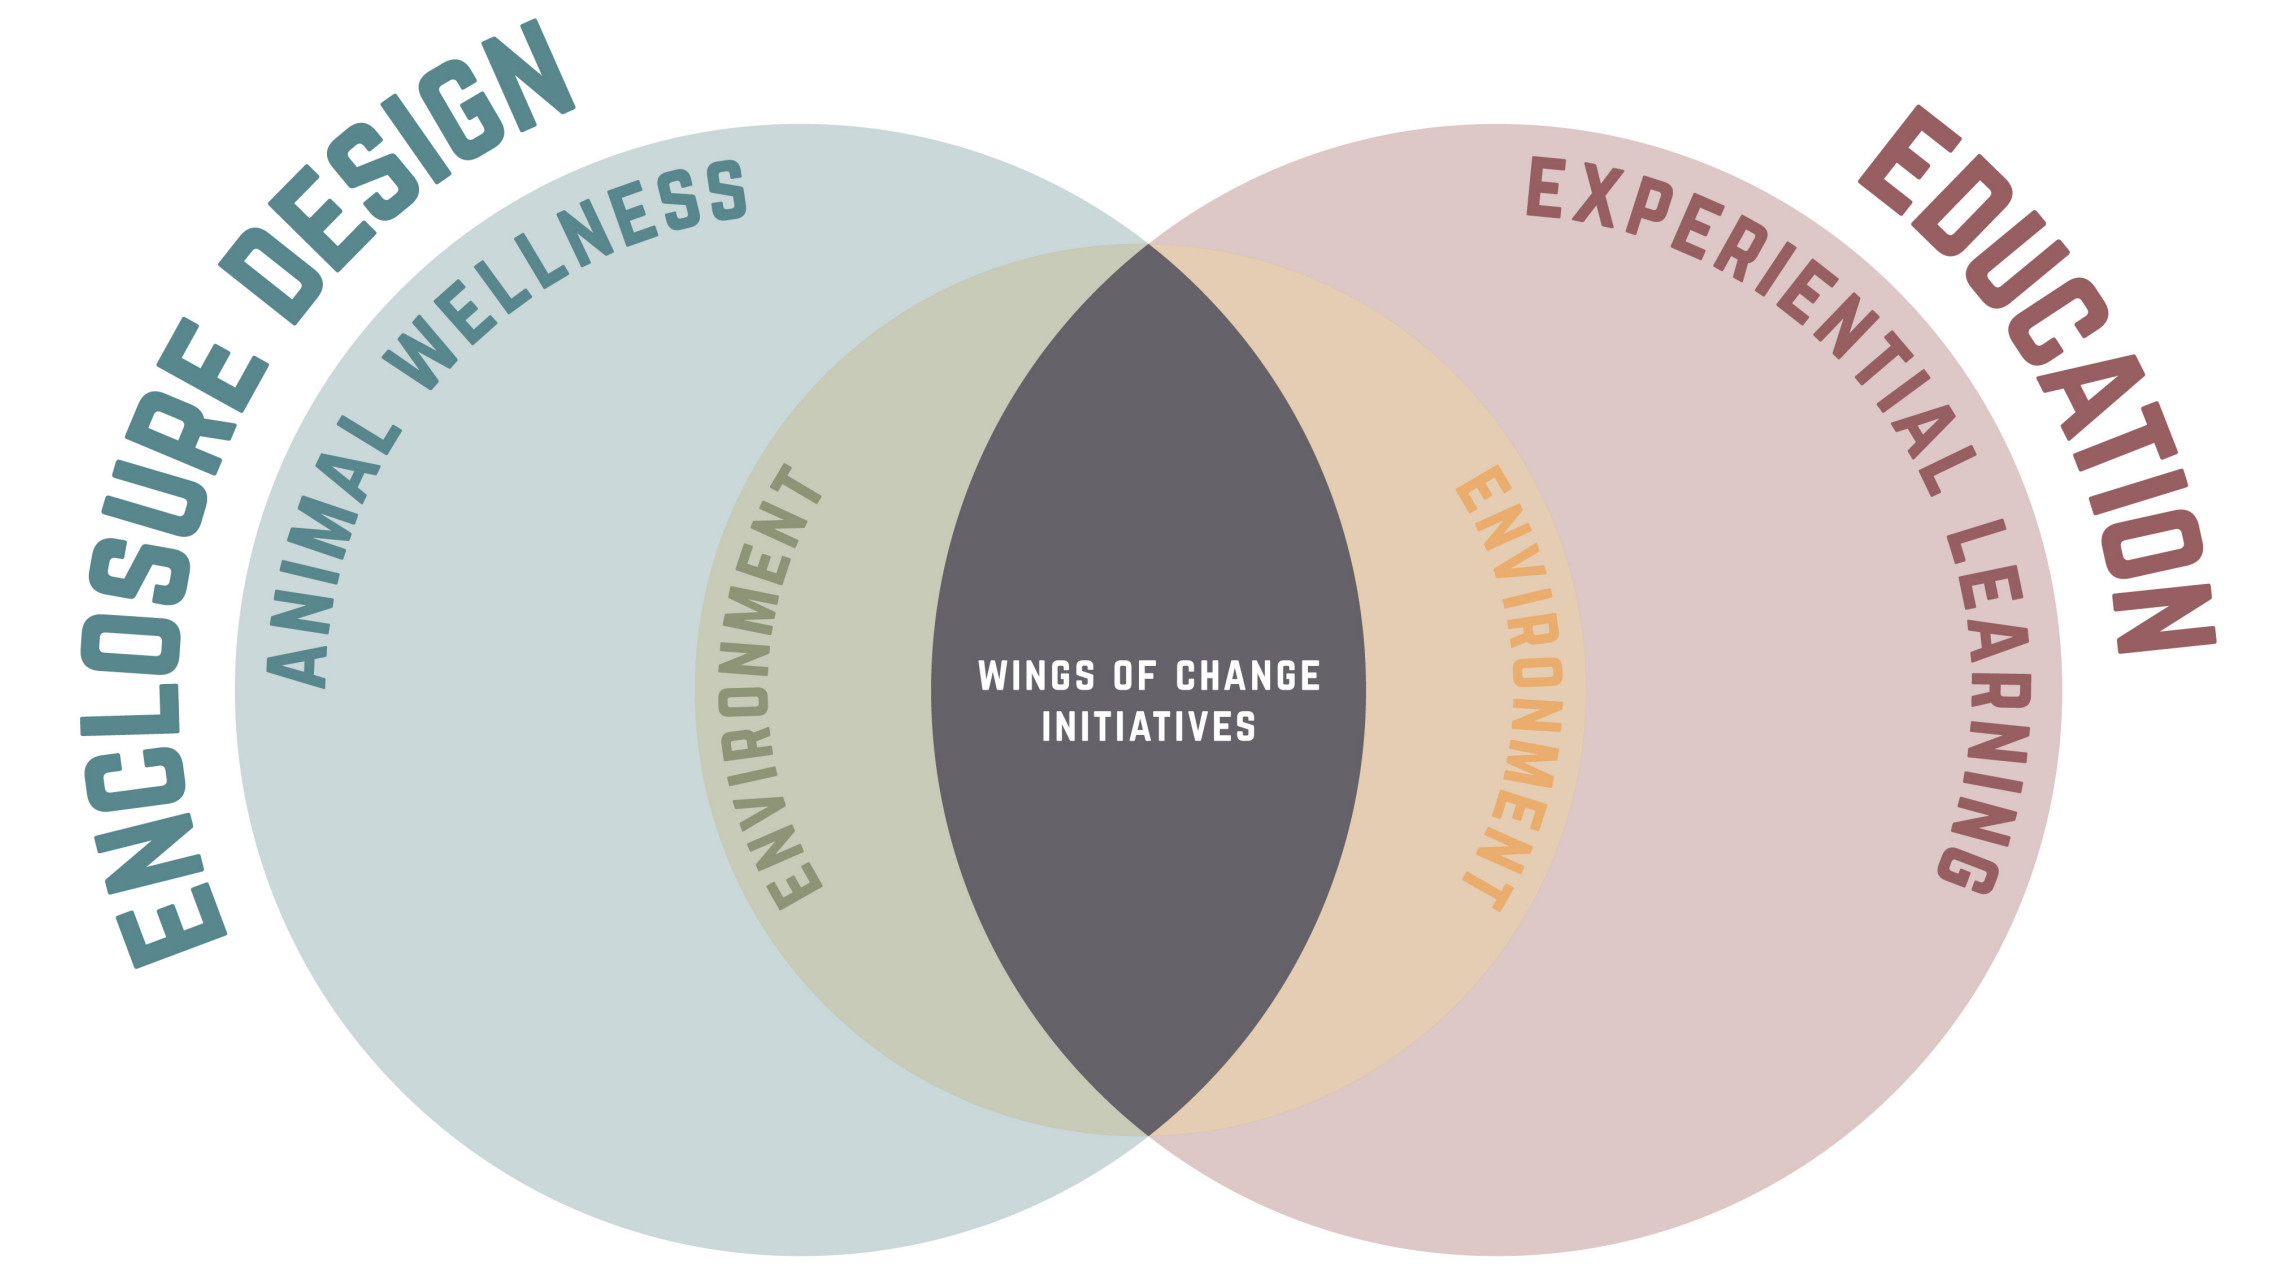 ENCLOSURE DESIGN
ANIMAL WELLNESS
ENVIRONMENT
WINGS OF CHANGE
INITIATIVES
ENVIRONMENT
EXPERIENTIAL LEARNING
EDUCATION